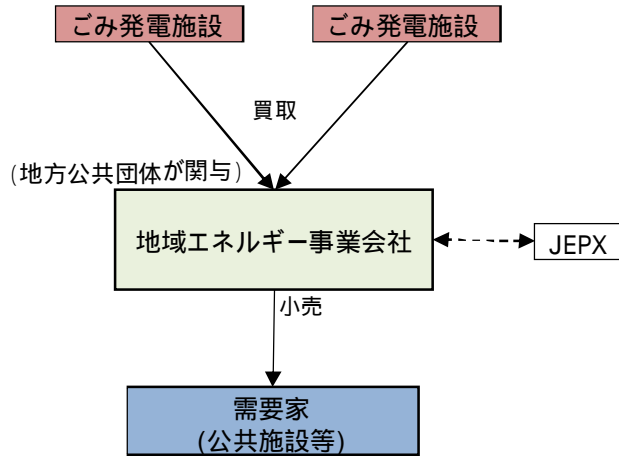 ごみ発電施設
ごみ発電施設
買取
(地方公共団体が関与)
地域エネルギー事業会社
JEPX
小売
需要家
(公共施設等)